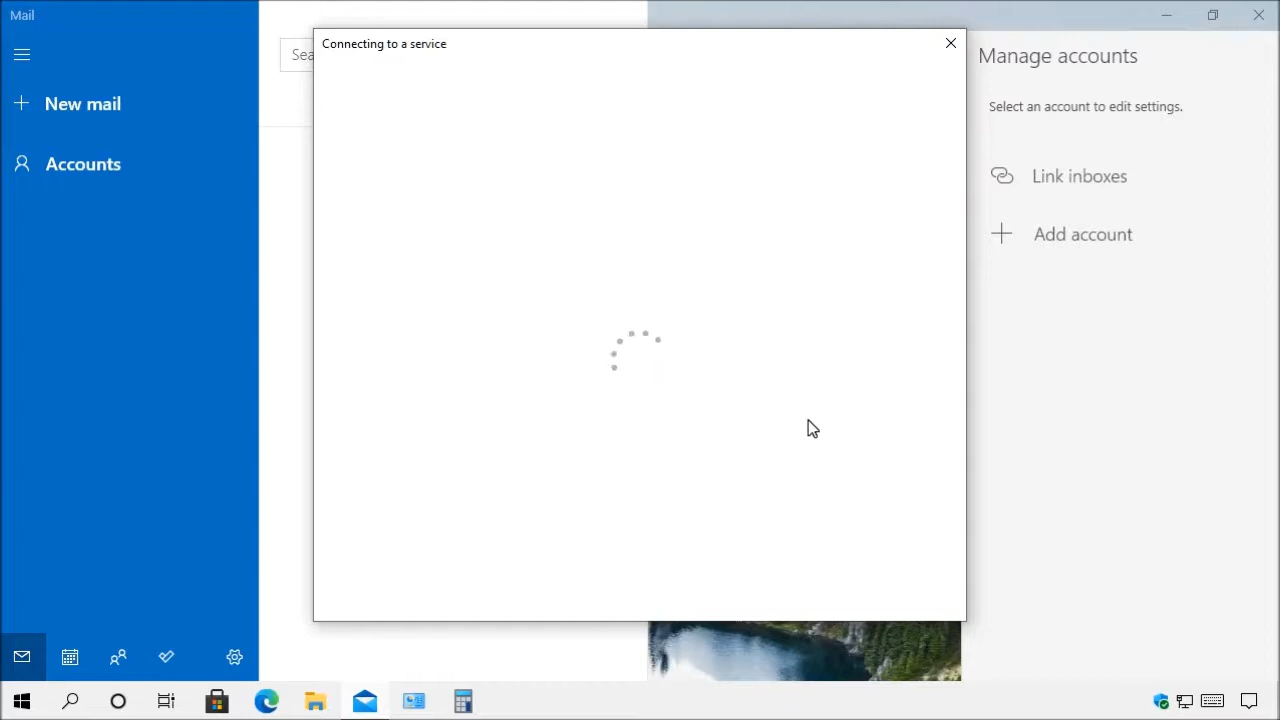 Mail
New mail
Accounts
Sea
Connecting to a service
Manage accounts
Select an account to edit settings.
Link inboxes
Add account